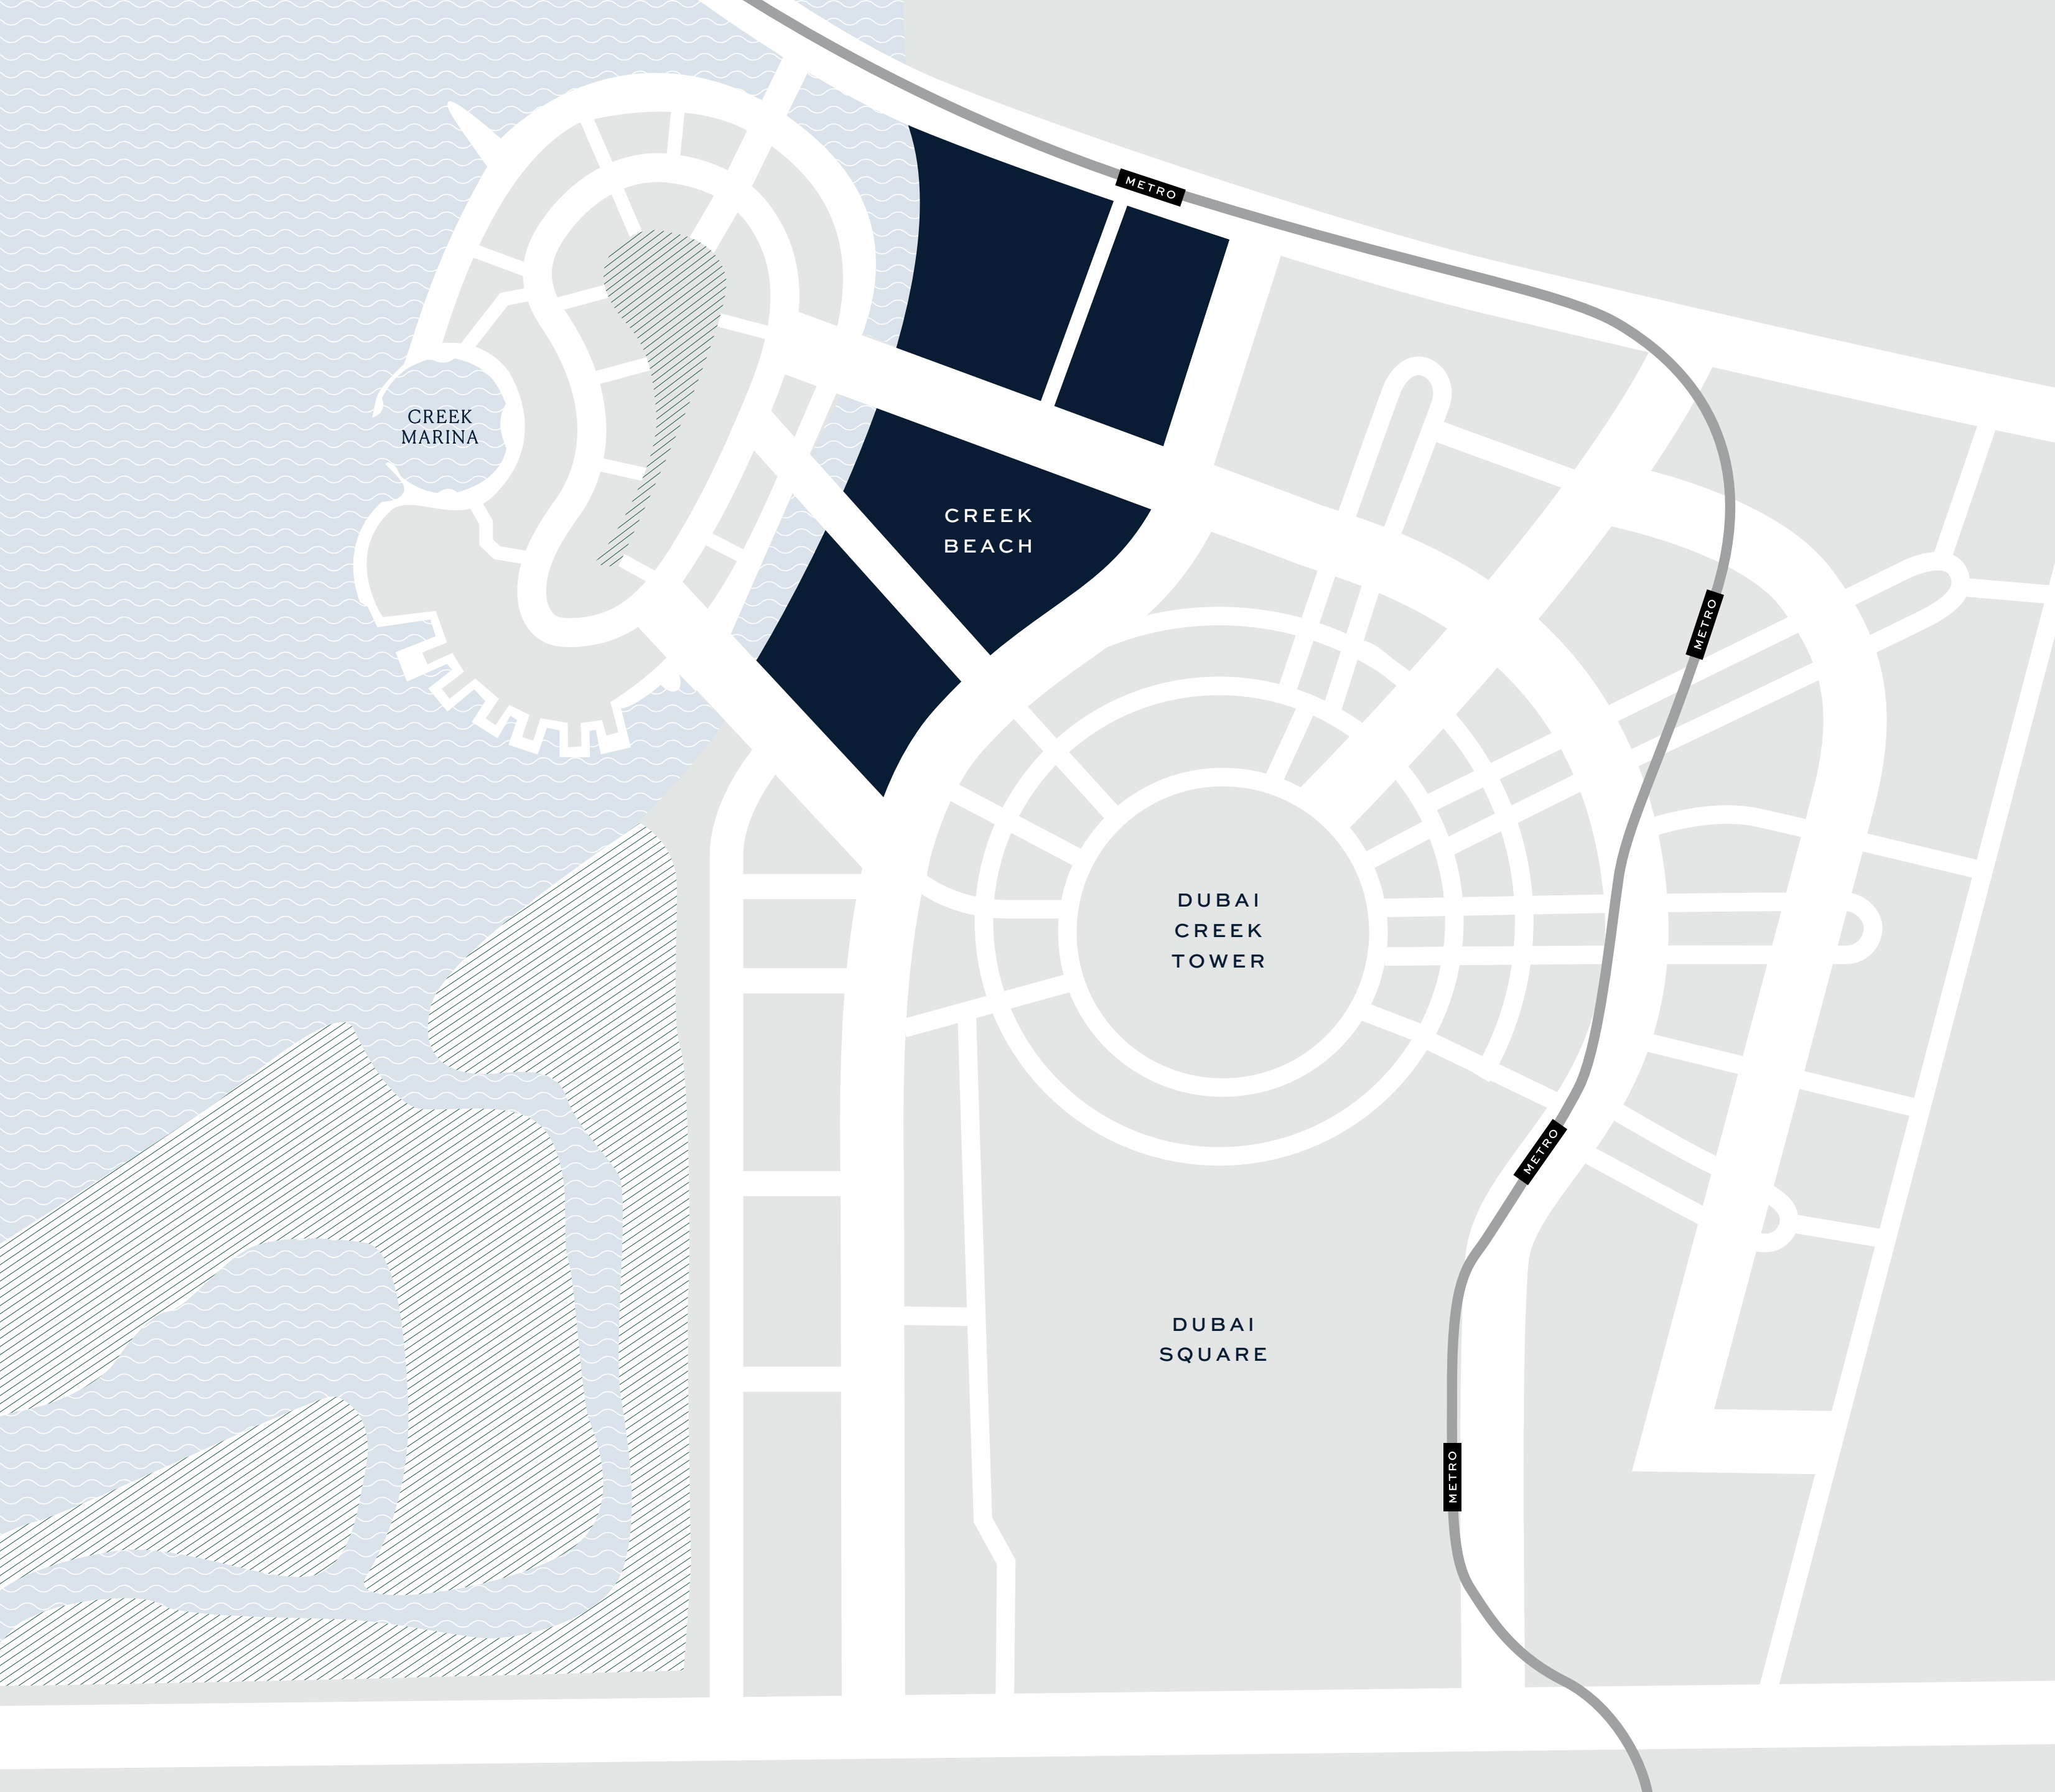 METRO
CREEK
MARINA
CREEK
BEACH
METRO
DUBAI
CREEK
TOWER
METRO
DUBAI
SQUARE
METRO